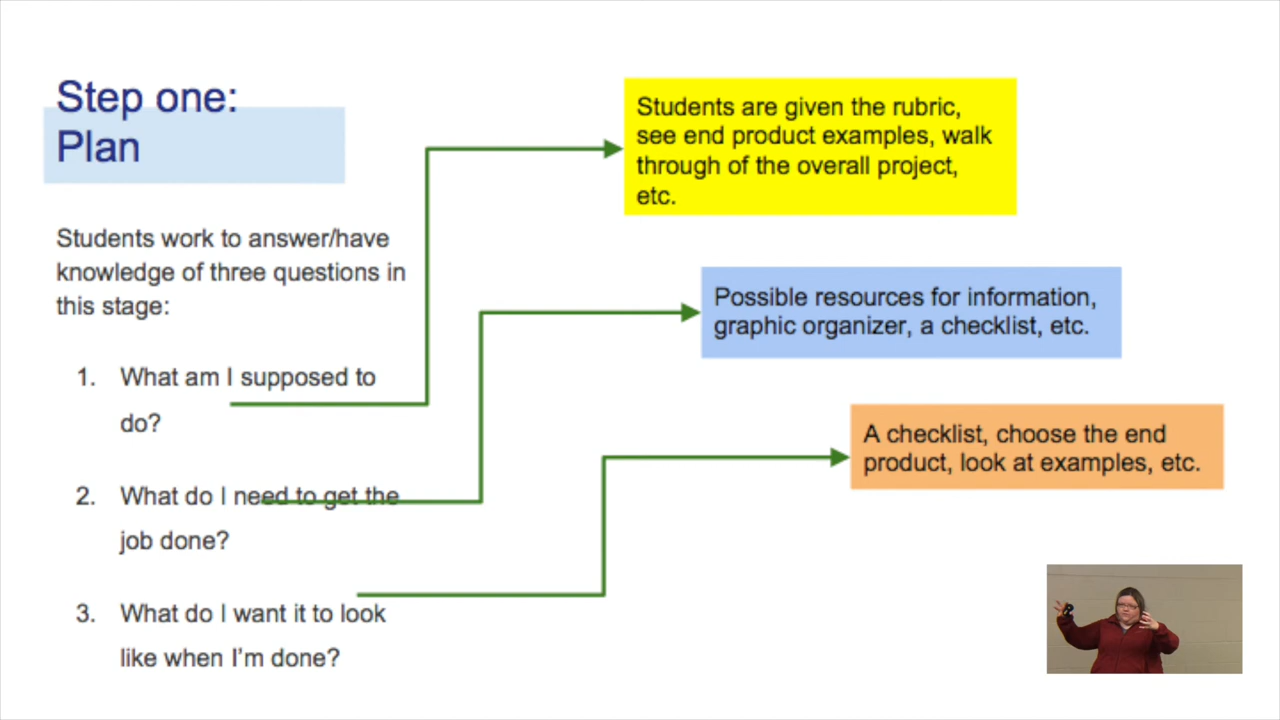 Step one:
Plan
Students work to answer/have
knowledge of three questions in
this stage:
1. What am I supposed to
do?
2. What do I need to get the
job done?
3. What do I want it to look
like when I'm done?
Students are given the rubric,
see end product examples, walk
through of the overall project,
etc.
Possible resources for information,
graphic organizer, a checklist, etc.
A checklist, choose the end
product, look at examples, etc.